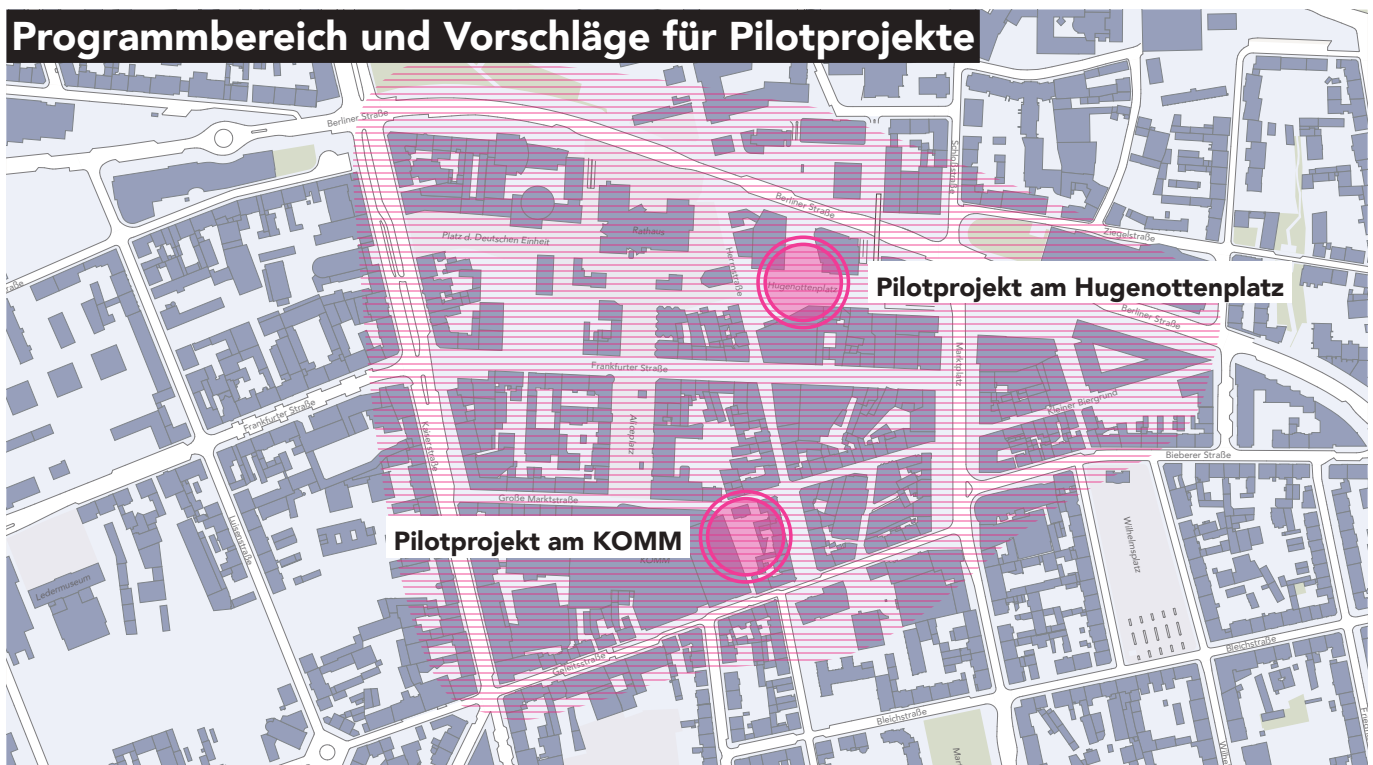 Programmbereich und Vorschläge für Pilotprojekte
Berliner Straße
Schloßstraße
Berliner Straße
Ziegelstraße
Platz d. Deutschen Einheit
Rathaus
Herrnstraße
Hugenottenplatz
Pilotprojekt am Hugenottenplatz
Berliner Straße
Frankfurter Straße
Marktplatz
Frankfurter Straße
Kleiner Biergrund
Kaiserstraße
Aliceplatz
Bieberer Straße
Große Marktstraße
Luisenstraße
Pilotprojekt am KOMM
KOMM
Wilhelmsplatz
Ledermuseum
Geleitsstraße
Bleichstraße
Bleichstraße